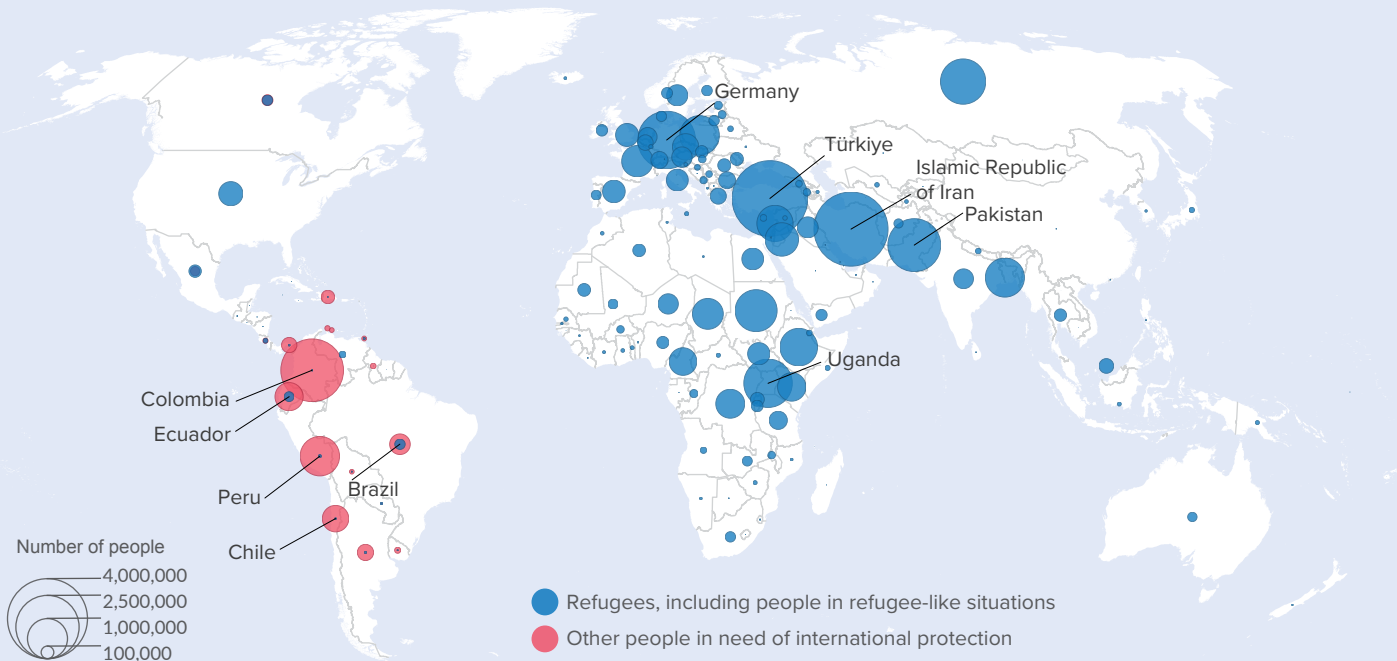 Germany
Türkiye
Islamic Republic
of Iran
Pakistan
Uganda
Colombia
Ecuador
Peru
Brazil
Chile
Number of people
4,000,000
2,500,000
1,000,000
100,000
Refugees, including people in refugee-like situations
Other people in need of international protection